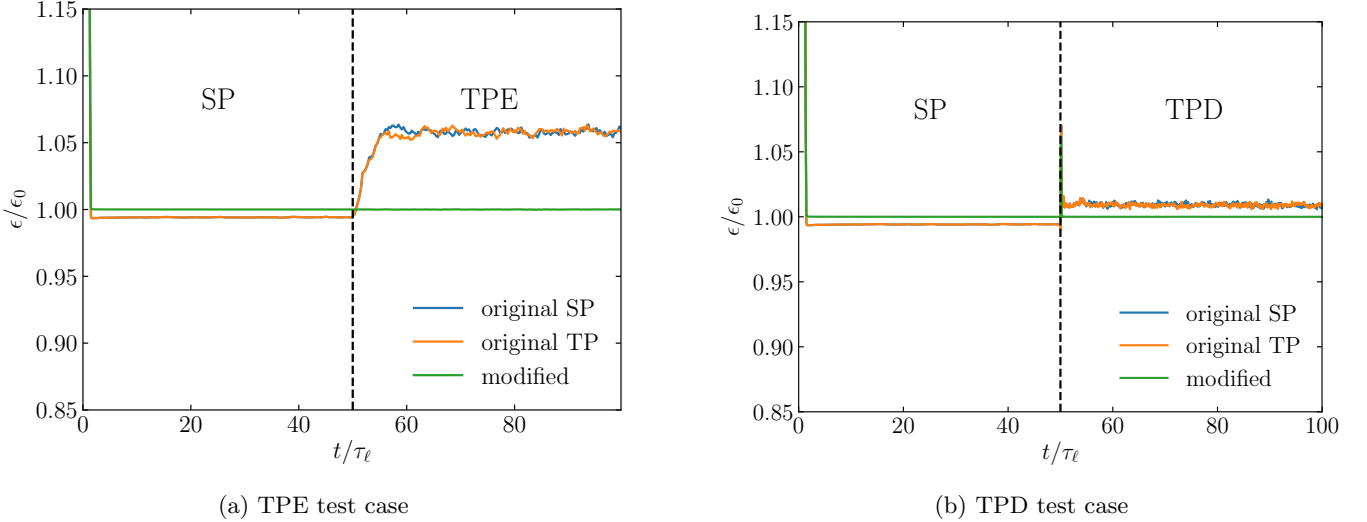 1.15
1.10
1.05
1.00
0.95
0.90
0.85
ϵ/ϵ0
SP
TPE
original SP
original TP
modified
0 20 40 60 80
t/τℓ
(a) TPE test case
1.15
1.10
1.05
1.00
0.95
0.90
0.85
ϵ/ϵ0
SP
TPD
original SP
original TP
modified
0 20 40 60 80 100
t/τℓ
(b) TPD test case